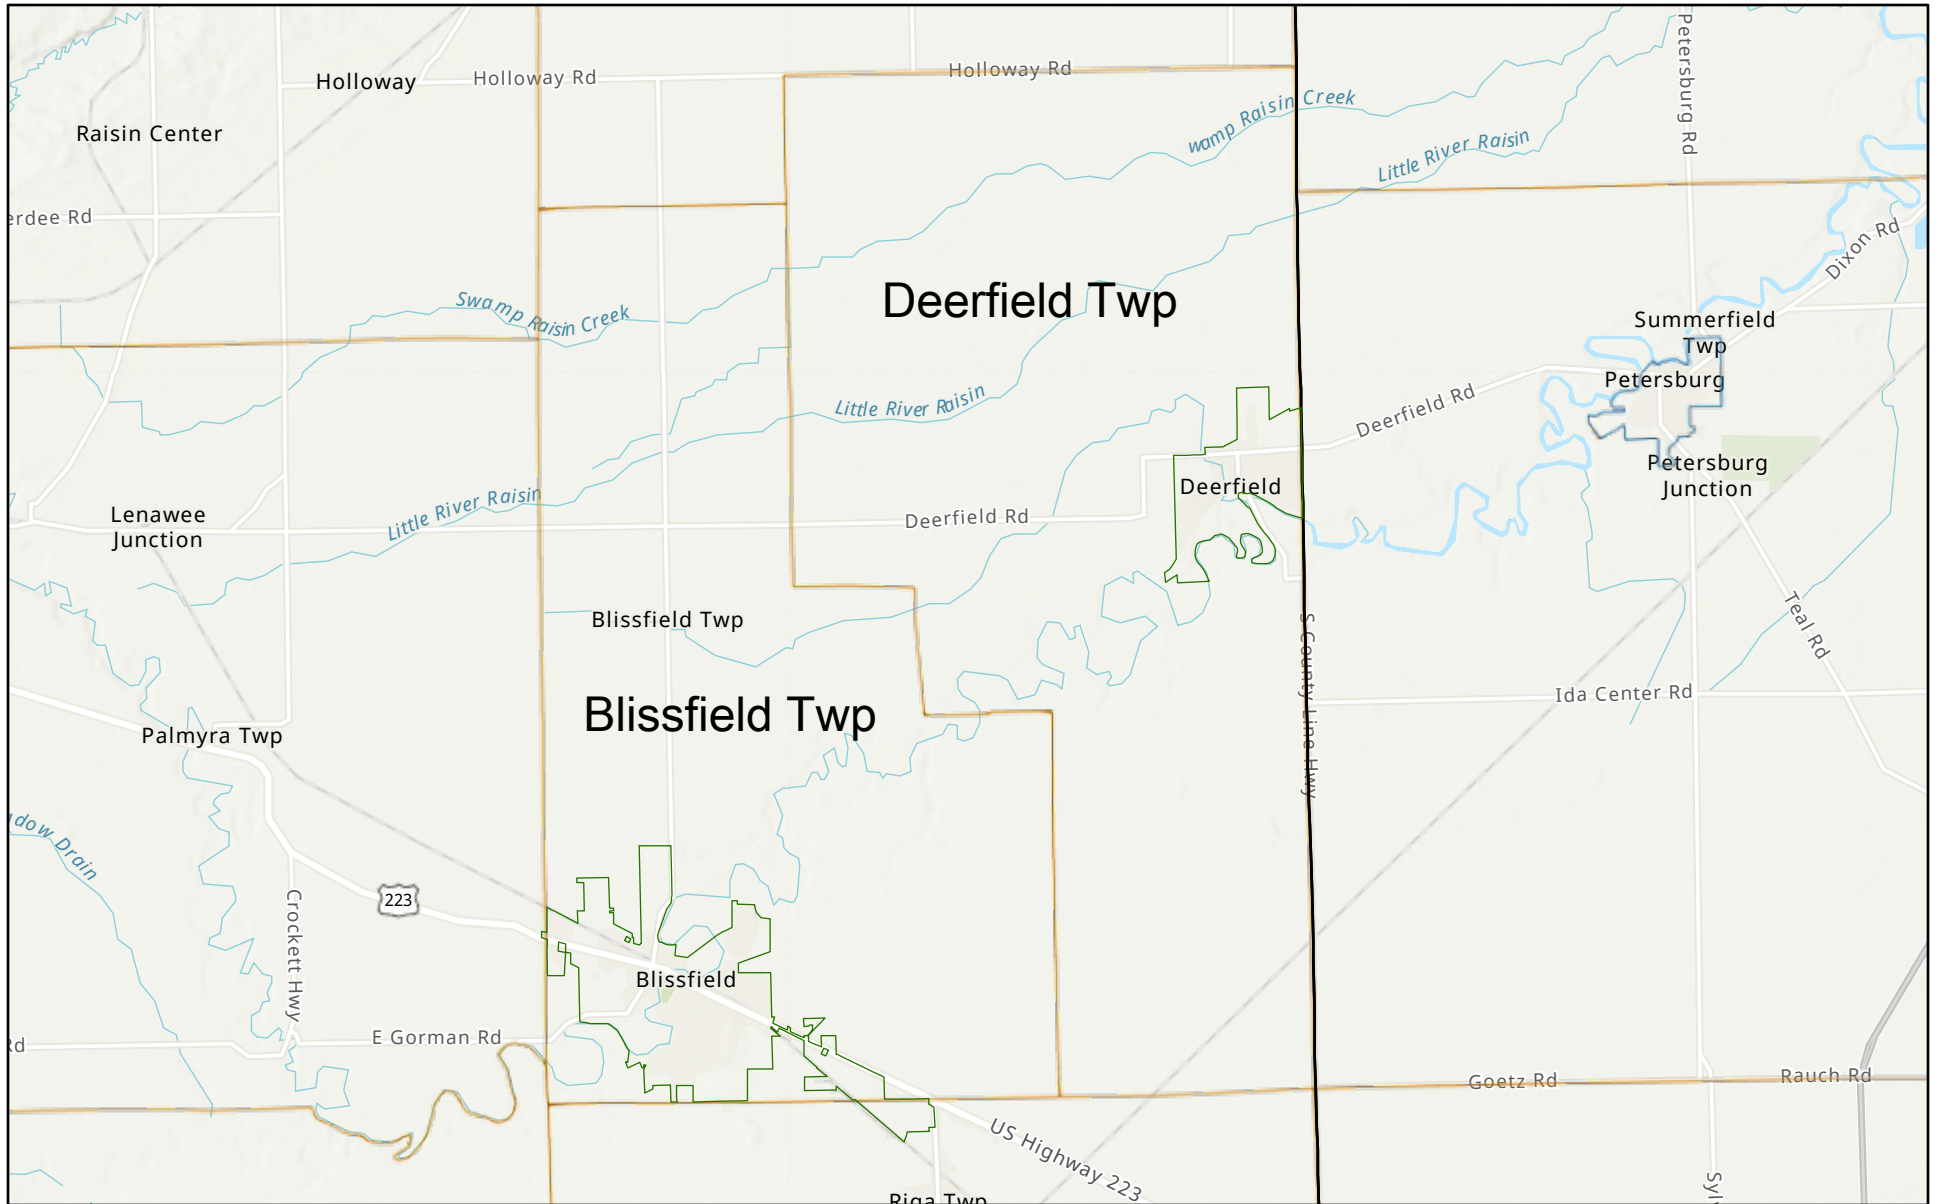 Holloway
Holloway Rd
Holloway Rd
Petersburg Rd
Raisin Center
wamp Raisin Creek
Little River Raisin
erdee Rd
Dixon Rd
Swamp Raisin Creek
Deerfield Twp
Summerfield
Twp
Petersburg
Little River Raisin
Deerfield Rd
Petersburg
Junction
Deerfield
Little River Raisin
Lenawee
Junction
Deerfield Rd
Blissfield Twp
Teal Rd
S County Line Hwy
Ida Center Rd
Blissfield Twp
Palmyra Twp
dow Drain
223
Crockett Hwy
Blissfield
E Gorman Rd
Rd
Goetz Rd
Rauch Rd
US Highway 223
Riga Twp
Syl